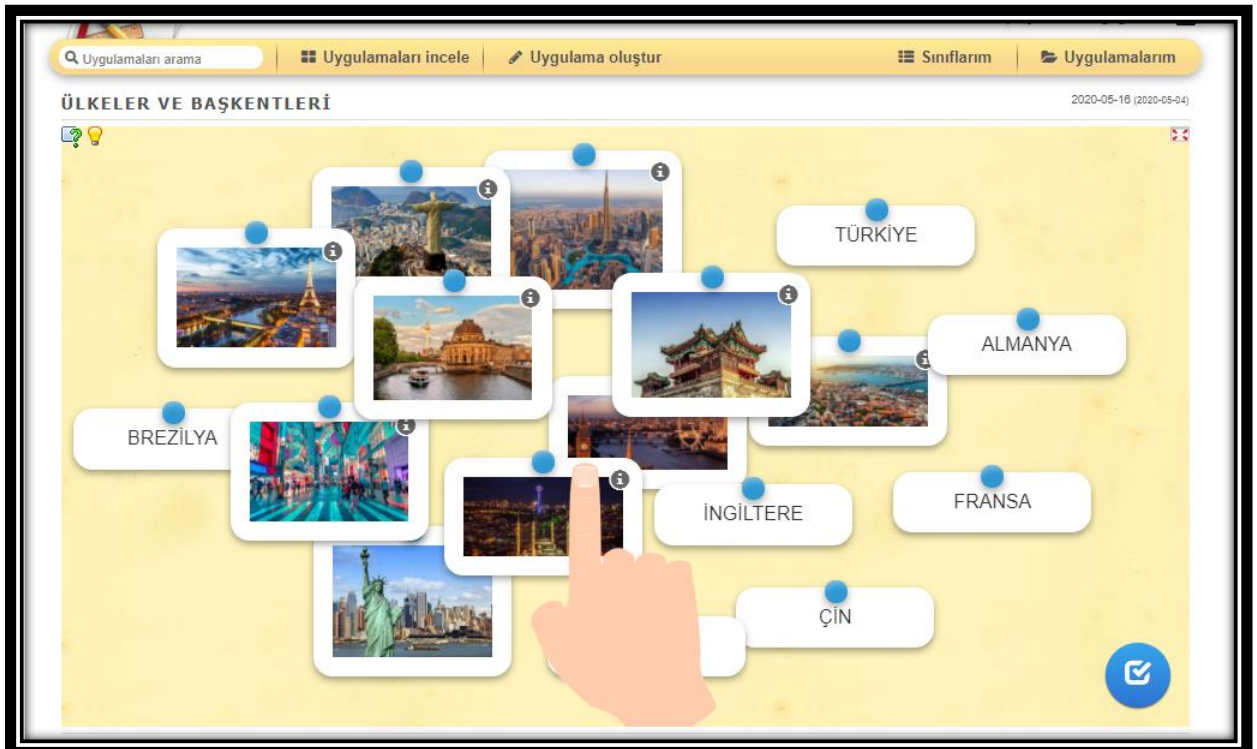 Uygulamaları arama
Uygulamaları incele
Uygulama oluştur
Sınıflarım
Uygulamalarım
ÜLKELER VE BAŞKENTLERİ
2020-05-16 (2020-05-04)
TÜRKİYE
ALMANYA
BREZİLYA
FRANSA
İNGİLTERE
ÇİN